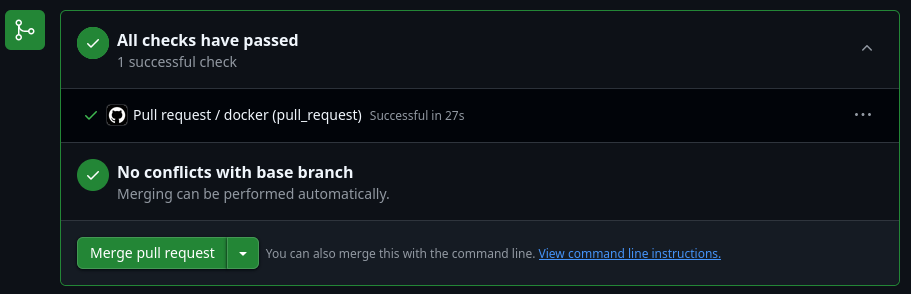 All checks have passed
1 successful check
Pull request / docker (pull_request) Successful in 27s
No conflicts with base branch
Merging can be performed automatically.
Merge pull request You can also merge this with the command line. View command line instructions.